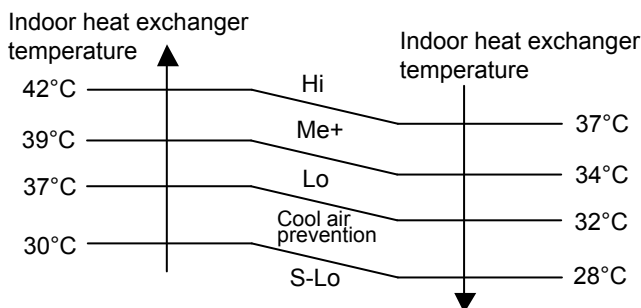 Indoor heat exchanger
temperature
42°C
39°C
37°C
30°C
Hi
Me+
Lo
Cool air
prevention
S-Lo
Indoor heat exchanger
temperature
37°C
34°C
32°C
28°C